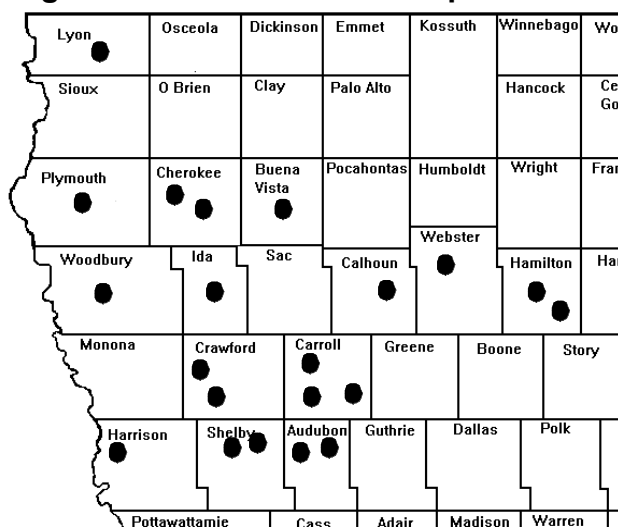 Lyon
Osceola
Dickinson
Emmet
Kossuth
Winnebago
Sioux
O Brien
Clay
Palo Alto
Hancock
Plymouth
Cherokee
Buena
Vista
Pocahontas
Humboldt
Wright
Woodbury
Ida
Sac
Calhoun
Webster
Hamilton
Monona
Crawford
Carroll
Greene
Boone
Story
Harrison
Shelby
Audubon
Guthrie
Dallas
Polk
Pottawattamie
Cass
Adair
Madison
Warren